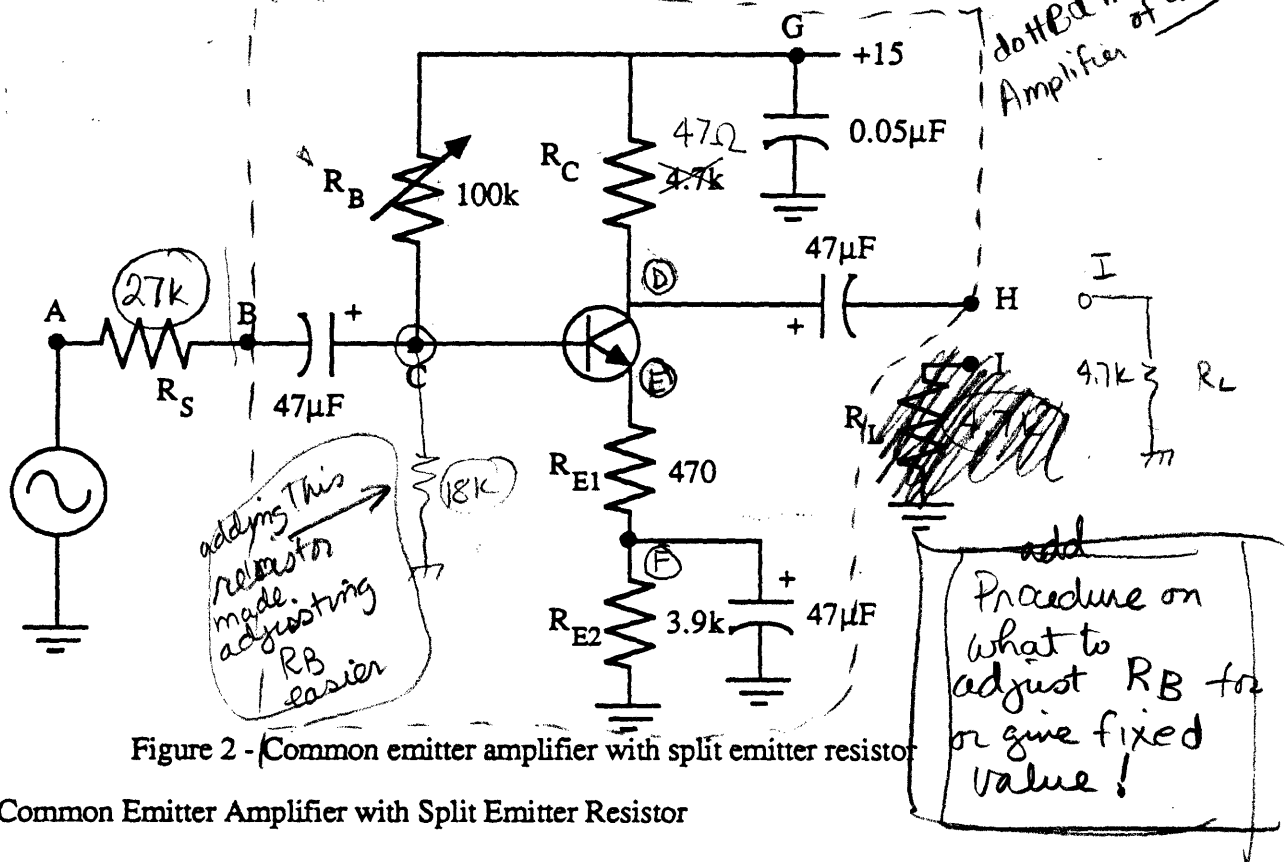 G
+15
dotted
of
Amplifier
47Ω
4.7k
0.05µF
R_C
R_B
100k
47µF
27k
A
B
+
C
D
H
I
+
E
4.7k
R_L
R_S
47µF
I
R_L
R_E1
470
18k
adding This
resistor
made
adjusting
RB
easier
F
+
R_E2
3.9k
47µF
add
Procedure on
what to
adjust RB for
or give fixed
value!
Figure 2 - Common emitter amplifier with split emitter resistor
Common Emitter Amplifier with Split Emitter Resistor